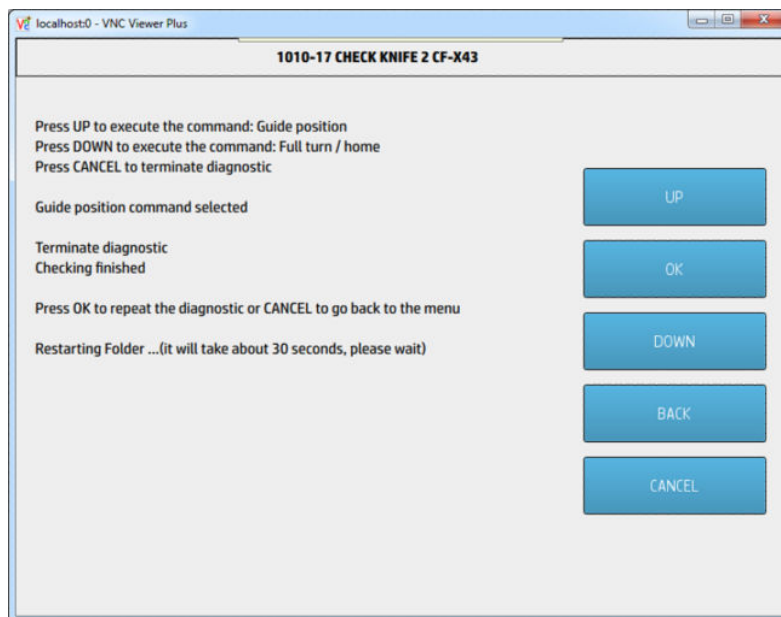 localhost:0 - VNC Viewer Plus
1010-17 CHECK KNIFE 2 CF-X43
Press UP to execute the command: Guide position
Press DOWN to execute the command: Full turn / home
Press CANCEL to terminate diagnostic
Guide position command selected
Terminate diagnostic
Checking finished
Press OK to repeat the diagnostic or CANCEL to go back to the menu
Restarting Folder ...(it will take about 30 seconds, please wait)
UP
OK
DOWN
BACK
CANCEL